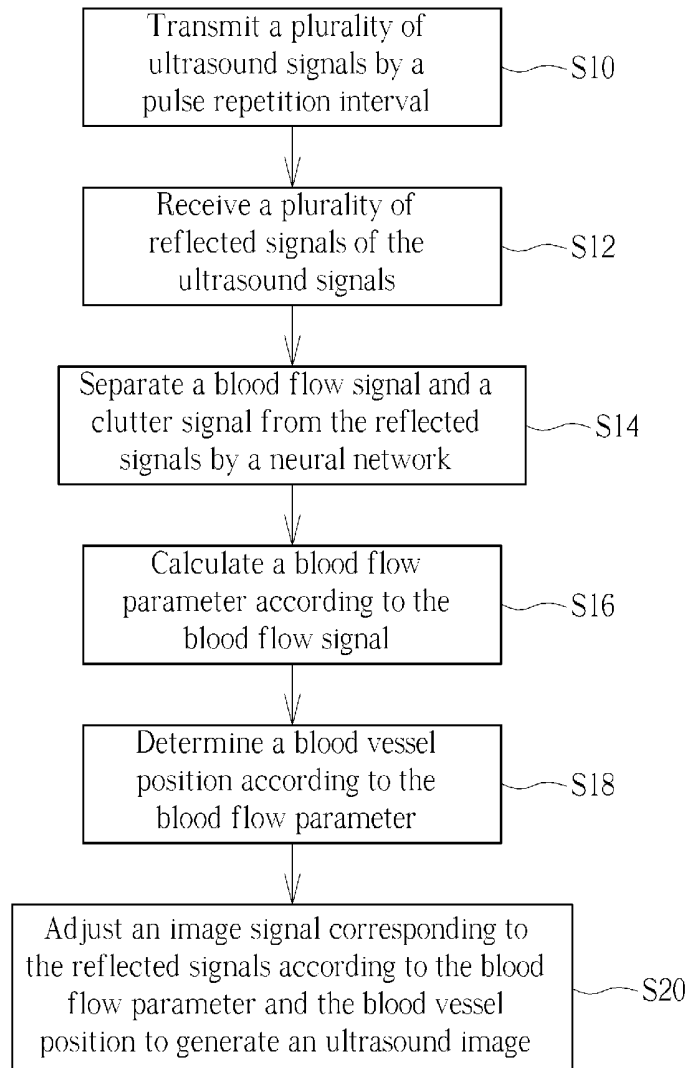 Transmit a plurality of
ultrasound signals by a
pulse repetition interval
S10
Receive a plurality of
reflected signals of the
ultrasound signals
S12
Separate a blood flow signal and a
clutter signal from the reflected
signals by a neural network
S14
Calculate a blood flow
parameter according to the
blood flow signal
S16
Determine a blood vessel
position according to the
blood flow parameter
S18
Adjust an image signal corresponding to
the reflected signals according to the blood
flow parameter and the blood vessel
position to generate an ultrasound image
S20